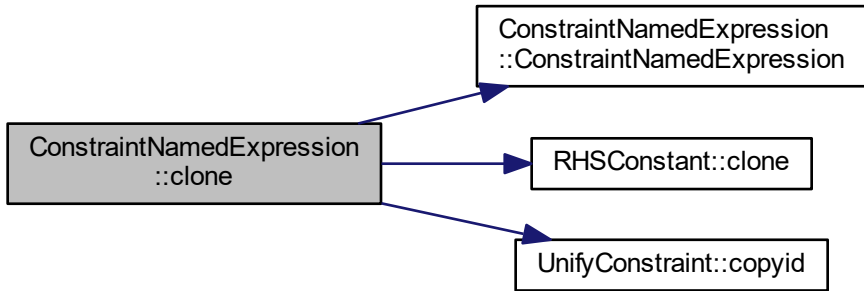 ConstraintNamedExpression
::ConstraintNamedExpression
ConstraintNamedExpression
::clone
RHSConstant::clone
UnifyConstraint::copyid